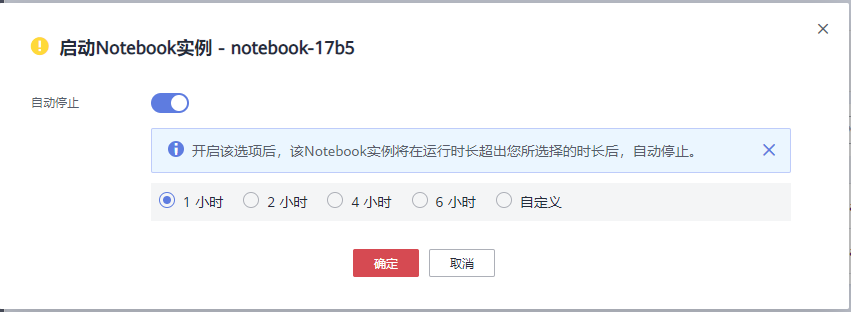 启动Notebook实例 - notebook-17b5
自动停止
开启该选项后，该Notebook实例将在运行时长超出您所选择的时长后，自动停止。
1 小时 2 小时 4 小时 6 小时 自定义
确定 取消